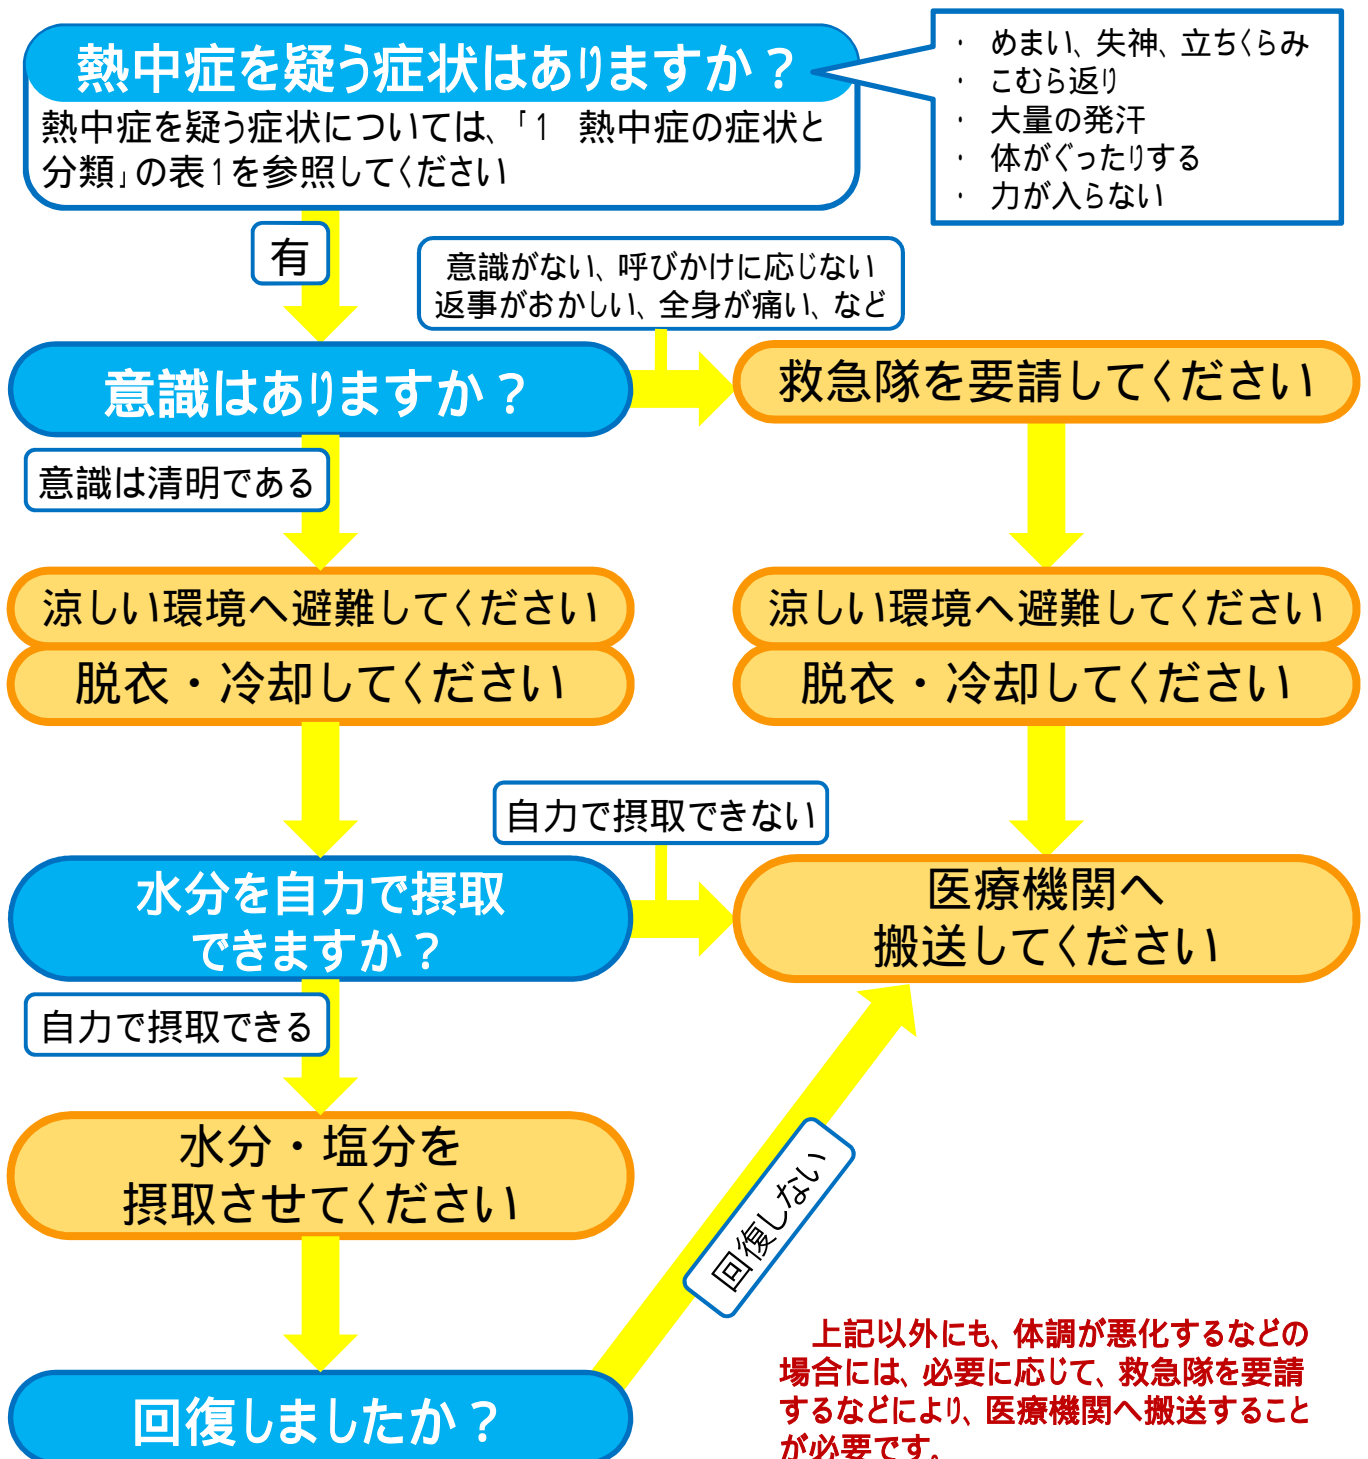 熱中症を疑う症状はありますか？
熱中症を疑う症状については、「1　熱中症の症状と
分類」の表1を参照してください
・ めまい、失神、立ちくらみ
・ こむら返り
・ 大量の発汗
・ 体がぐったりする
・ 力が入らない
有
意識がない、呼びかけに応じない
返事がおかしい、全身が痛い、など
意識はありますか？
救急隊を要請してください
意識は清明である
涼しい環境へ避難してください
脱衣・冷却してください
涼しい環境へ避難してください
脱衣・冷却してください
自力で摂取できない
水分を自力で摂取
できますか？
医療機関へ
搬送してください
自力で摂取できる
水分・塩分を
摂取させてください
回復しない
回復しましたか？
上記以外にも、体調が悪化するなどの
場合には、必要に応じて、救急隊を要請
するなどにより、医療機関へ搬送すること
が必要です。